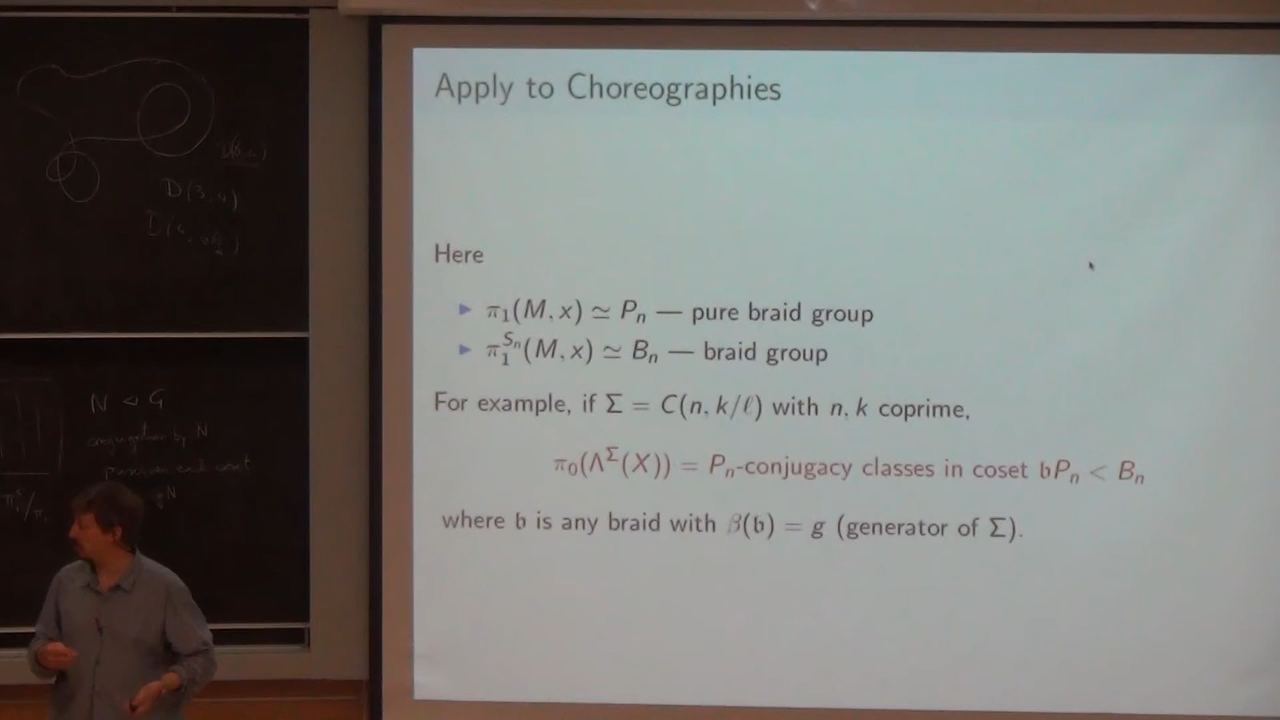 Apply to Choreographies
Here
▶ π₁(M, x) ≃ Pₙ — pure braid group
▶ π₁^{Sₙ}(M, x) ≃ Bₙ — braid group
For example, if Σ = C(n, k/ℓ) with n, k coprime,
π₀(Λ^Σ(X)) = Pₙ-conjugacy classes in coset 𝔟Pₙ < Bₙ
where 𝔟 is any braid with β(𝔟) = g (generator of Σ).
D(3,4)
N ◁ G
conjugation by N